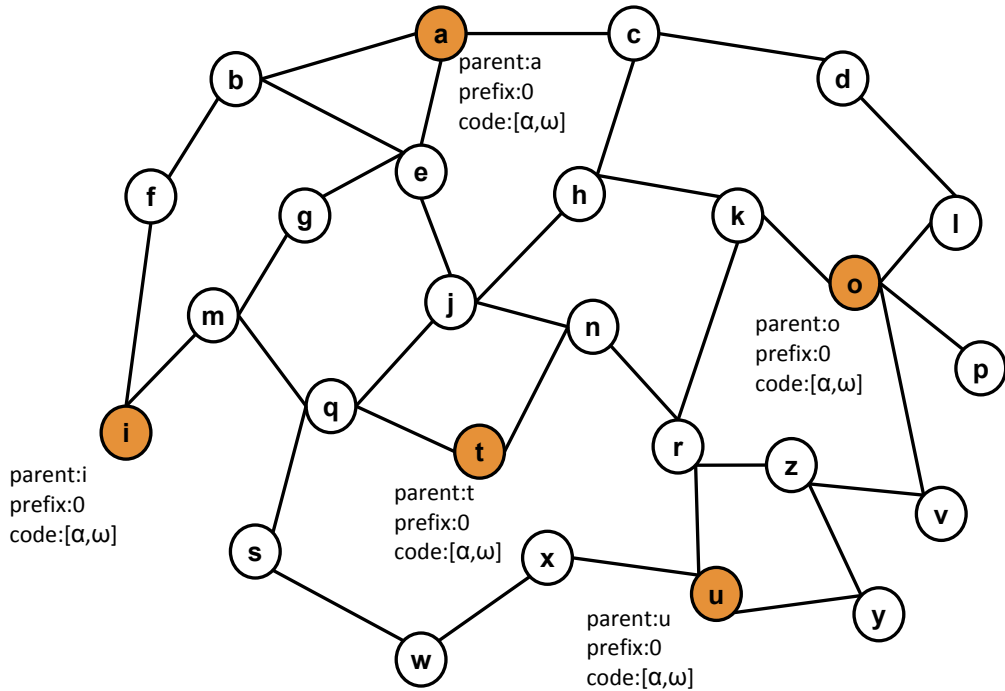 a
c
b
d
parent:a
prefix:0
code:[α,ω]
e
f
g
h
k
l
j
o
m
n
parent:o
prefix:0
code:[α,ω]
p
q
i
t
r
z
parent:i
prefix:0
code:[α,ω]
parent:t
prefix:0
code:[α,ω]
v
s
x
u
y
parent:u
prefix:0
code:[α,ω]
w